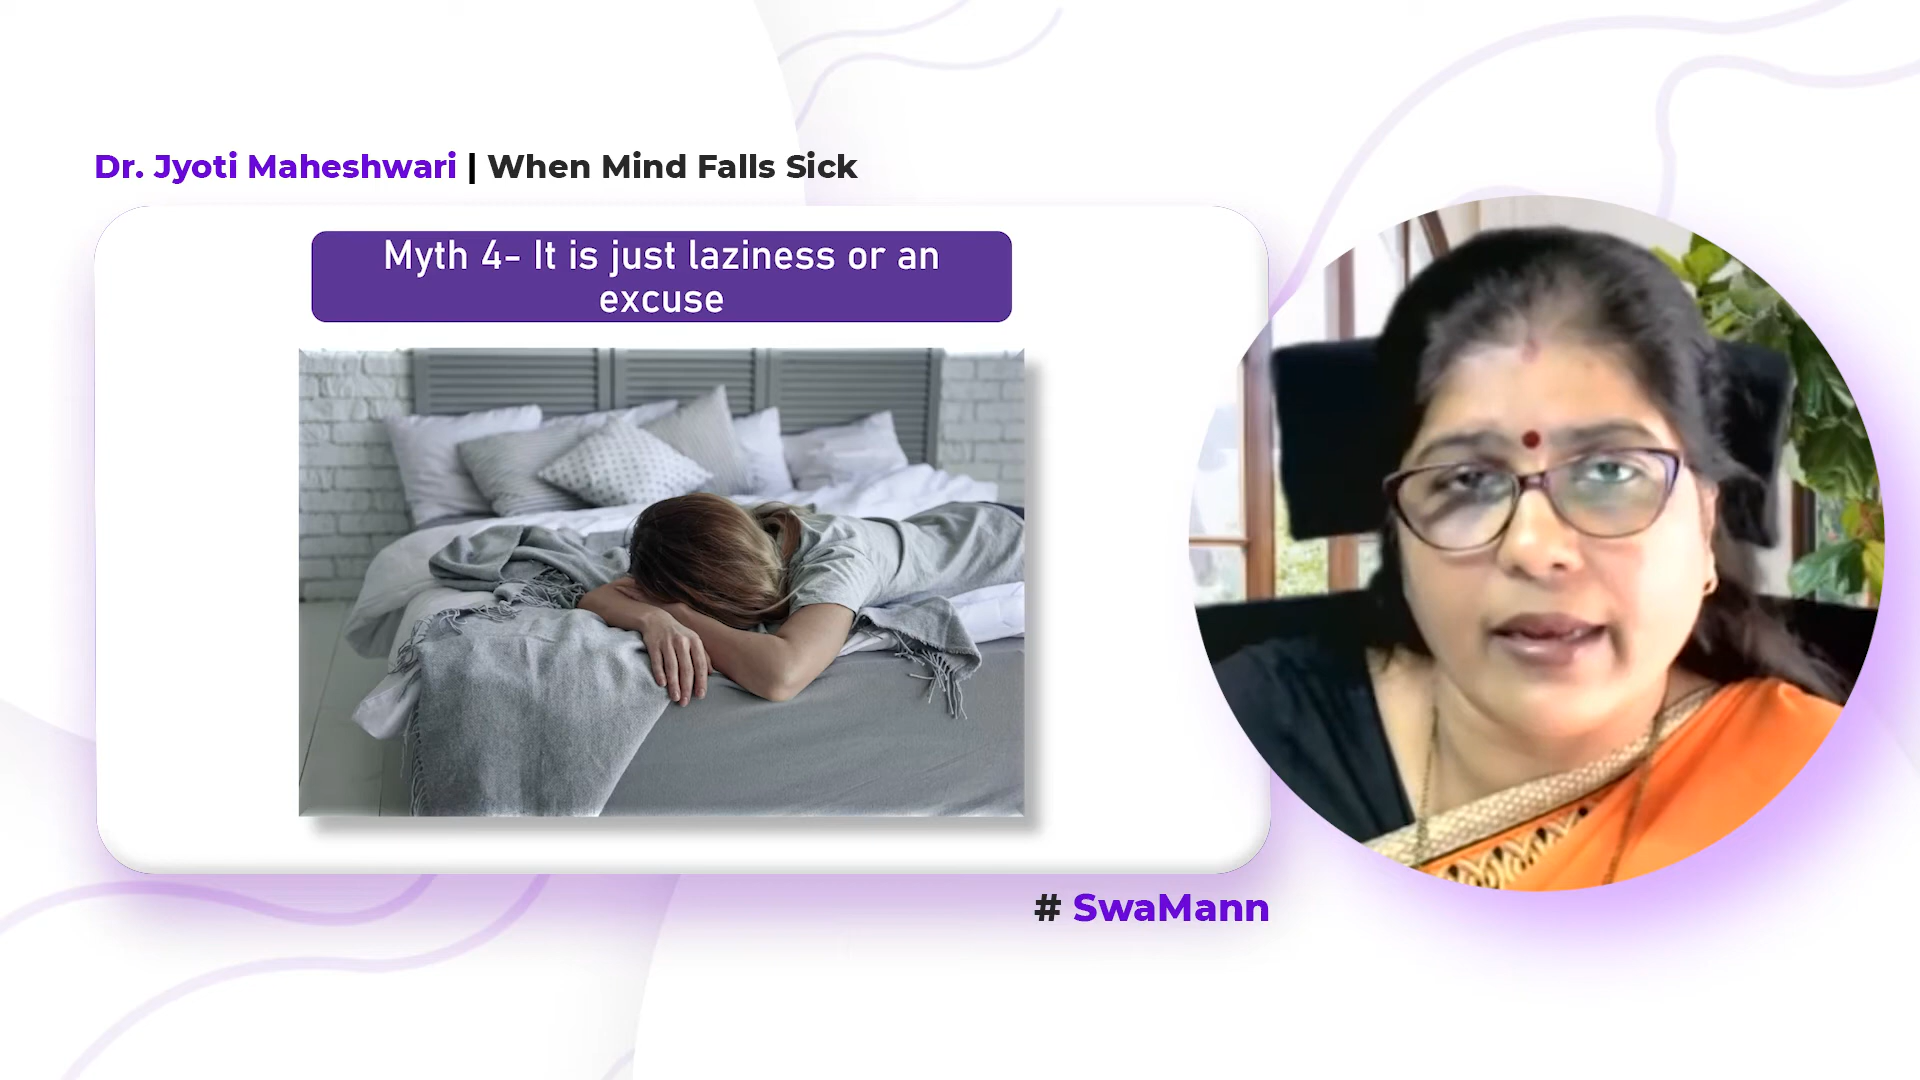 Dr. Jyoti Maheshwari | When Mind Falls Sick
Myth 4- It is just laziness or an
excuse
# SwaMann